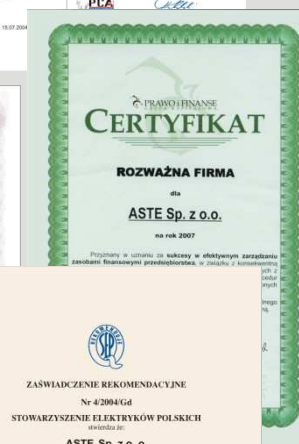 PCA
18.07.2004
PRAWO i FINANSE
CERTYFIKAT
ROZWAŻNA FIRMA
dla
ASTE Sp. z o.o.
na rok 2007
Przyznany w uznaniu za sukcesy w efektywnym zarządzaniu
zasobami finansowymi przedsiębiorstwa, w związku z konsekwentną
ZAŚWIADCZENIE REKOMENDACYJNE
Nr 4/2004/Gd
STOWARZYSZENIE ELEKTRYKÓW POLSKICH
stwierdza że:
ASTE Sp. z o. o.